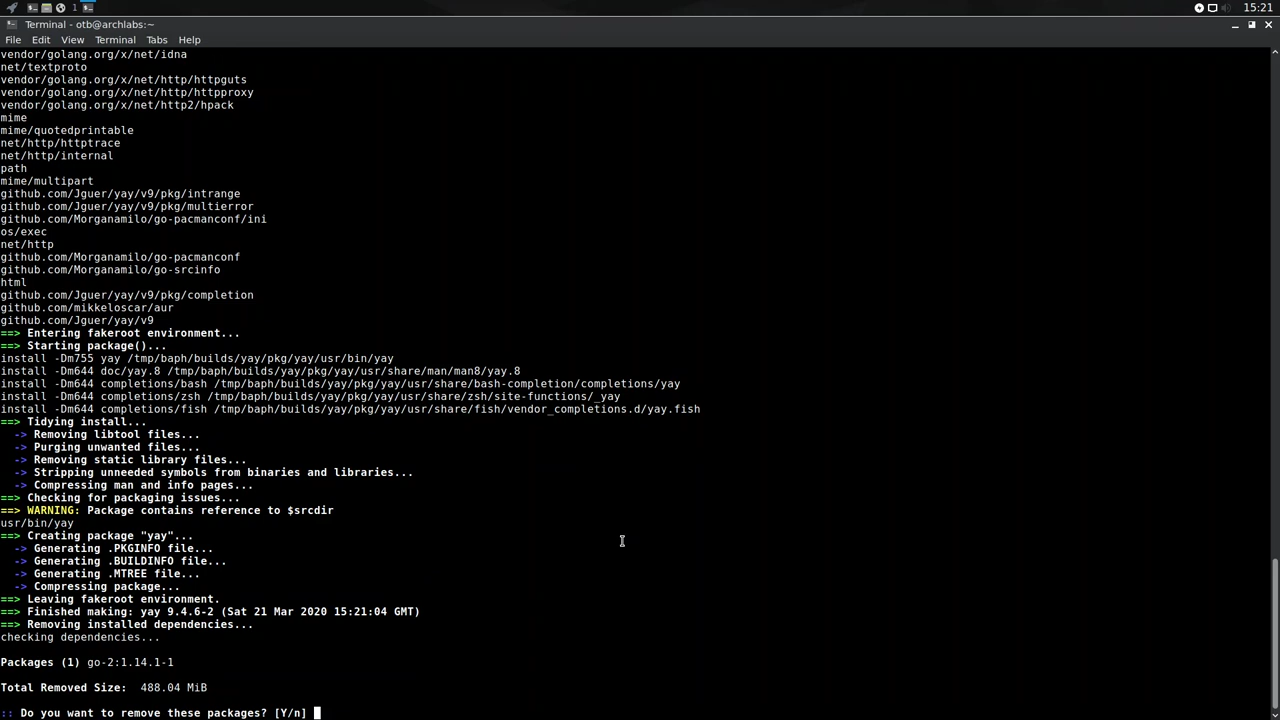 1
15:21
Terminal - otb@archlabs:~
File Edit View Terminal Tabs Help
vendor/golang.org/x/net/idna
net/textproto
vendor/golang.org/x/net/http/httpguts
vendor/golang.org/x/net/http/httpproxy
vendor/golang.org/x/net/http2/hpack
mime
mime/quotedprintable
net/http/httptrace
net/http/internal
path
mime/multipart
github.com/Jguer/yay/v9/pkg/intrange
github.com/Jguer/yay/v9/pkg/multierror
github.com/Morganamilo/go-pacmanconf/ini
os/exec
net/http
github.com/Morganamilo/go-pacmanconf
github.com/Morganamilo/go-srcinfo
html
github.com/Jguer/yay/v9/pkg/completion
github.com/mikkeloscar/aur
github.com/Jguer/yay/v9
==> Entering fakeroot environment...
==> Starting package()...
install -Dm755 yay /tmp/baph/builds/yay/pkg/yay/usr/bin/yay
install -Dm644 doc/yay.8 /tmp/baph/builds/yay/pkg/yay/usr/share/man/man8/yay.8
install -Dm644 completions/bash /tmp/baph/builds/yay/pkg/yay/usr/share/bash-completion/completions/yay
install -Dm644 completions/zsh /tmp/baph/builds/yay/pkg/yay/usr/share/zsh/site-functions/_yay
install -Dm644 completions/fish /tmp/baph/builds/yay/pkg/yay/usr/share/fish/vendor_completions.d/yay.fish
==> Tidying install...
-> Removing libtool files...
-> Purging unwanted files...
-> Removing static library files...
-> Stripping unneeded symbols from binaries and libraries...
-> Compressing man and info pages...
==> Checking for packaging issues...
==> WARNING: Package contains reference to $srcdir
usr/bin/yay
==> Creating package "yay"...
-> Generating .PKGINFO file...
-> Generating .BUILDINFO file...
-> Generating .MTREE file...
-> Compressing package...
==> Leaving fakeroot environment.
==> Finished making: yay 9.4.6-2 (Sat 21 Mar 2020 15:21:04 GMT)
==> Removing installed dependencies...
checking dependencies...
Packages (1) go-2:1.14.1-1
Total Removed Size:  488.04 MiB
:: Do you want to remove these packages? [Y/n]